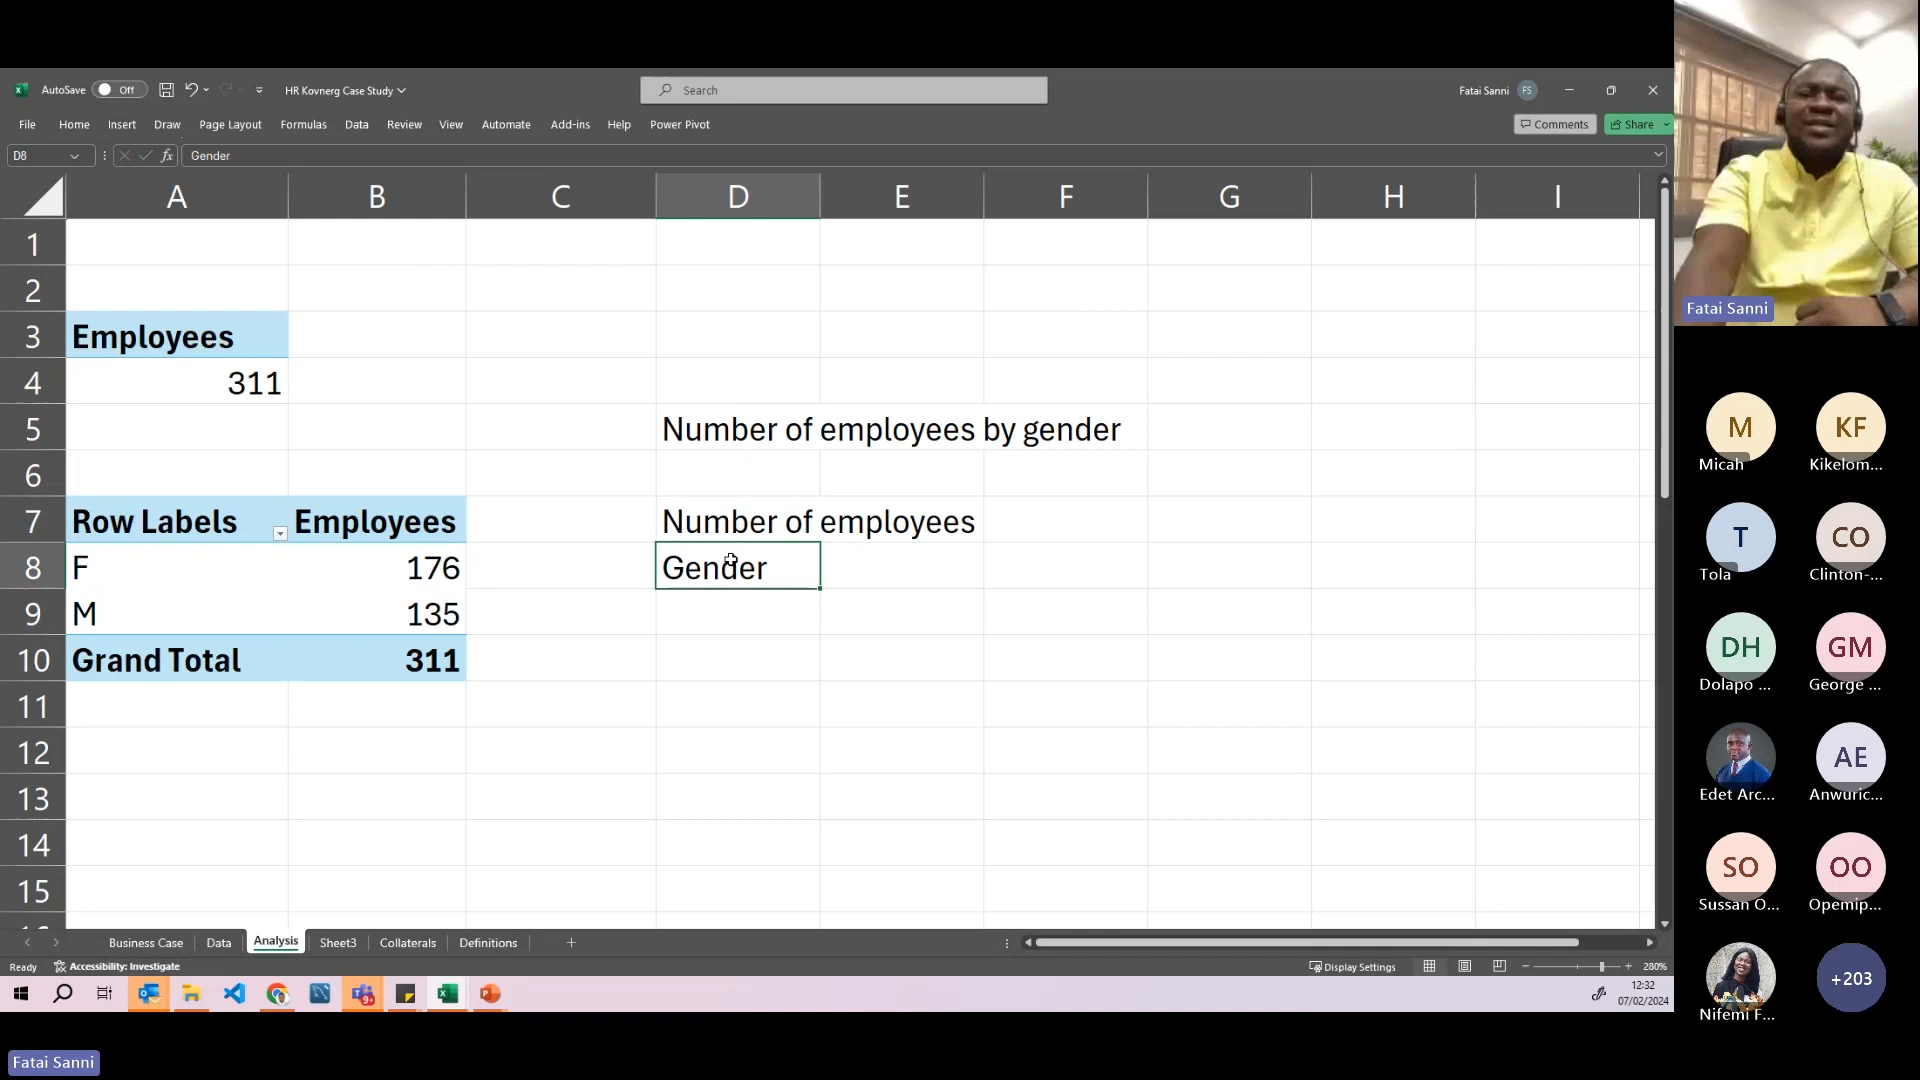 AutoSave Off HR Kovnerg Case Study Search Fatai Sanni FS
File Home Insert Draw Page Layout Formulas Data Review View Automate Add-ins Help Power Pivot Comments Share
D8 fx Gender
A B C D E F G H I
1
2
3 Employees
4 311
5 Number of employees by gender
6
7 Row Labels Employees Number of employees
8 F 176 Gender
9 M 135
10 Grand Total 311
11
12
13
14
15
Business Case Data Analysis Sheet3 Collaterals Definitions
Ready Accessibility: Investigate Display Settings 280%
12:32
07/02/2024
Fatai Sanni
Fatai Sanni
M KF
Micah Kikelom...
T CO
Tola Clinton-...
DH GM
Dolapo ... George ...
AE
Edet Arc... Anwuric...
SO OO
Sussan O... Opemip...
+203
Nifemi F...